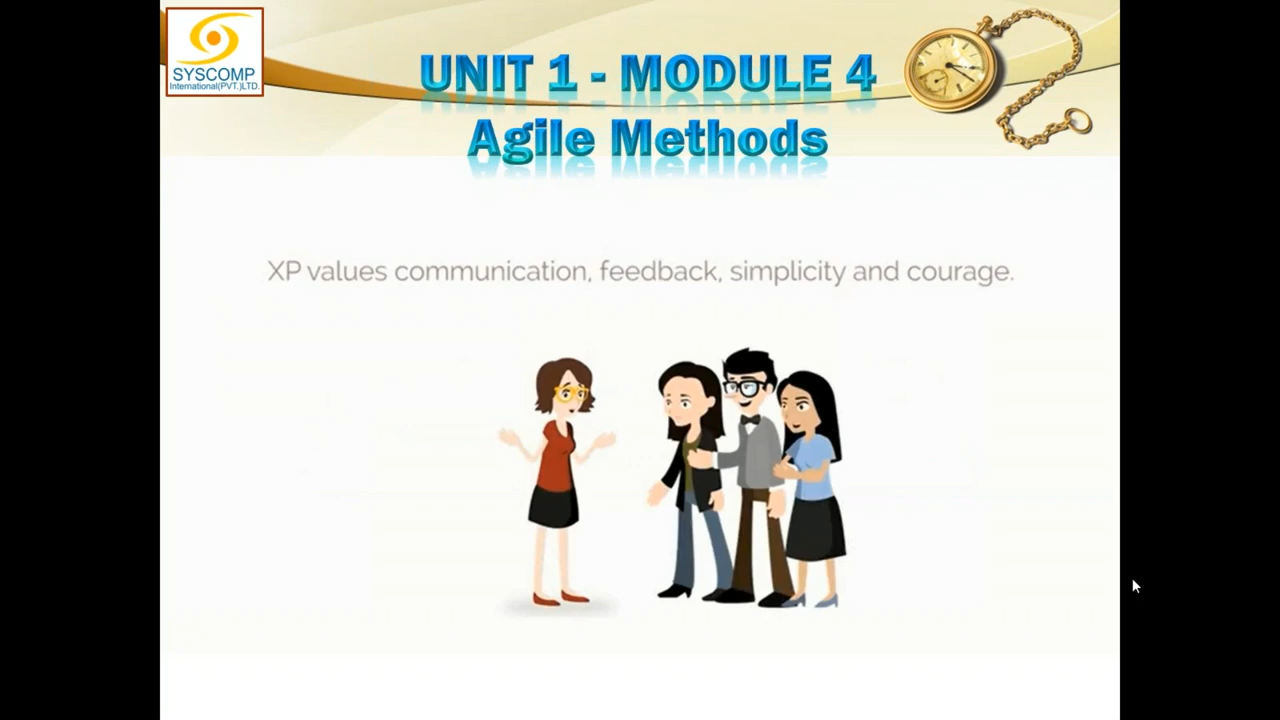 SYSCOMP
International(PVT.)LTD.
UNIT 1 - MODULE 4
Agile Methods
XP values communication, feedback, simplicity and courage.